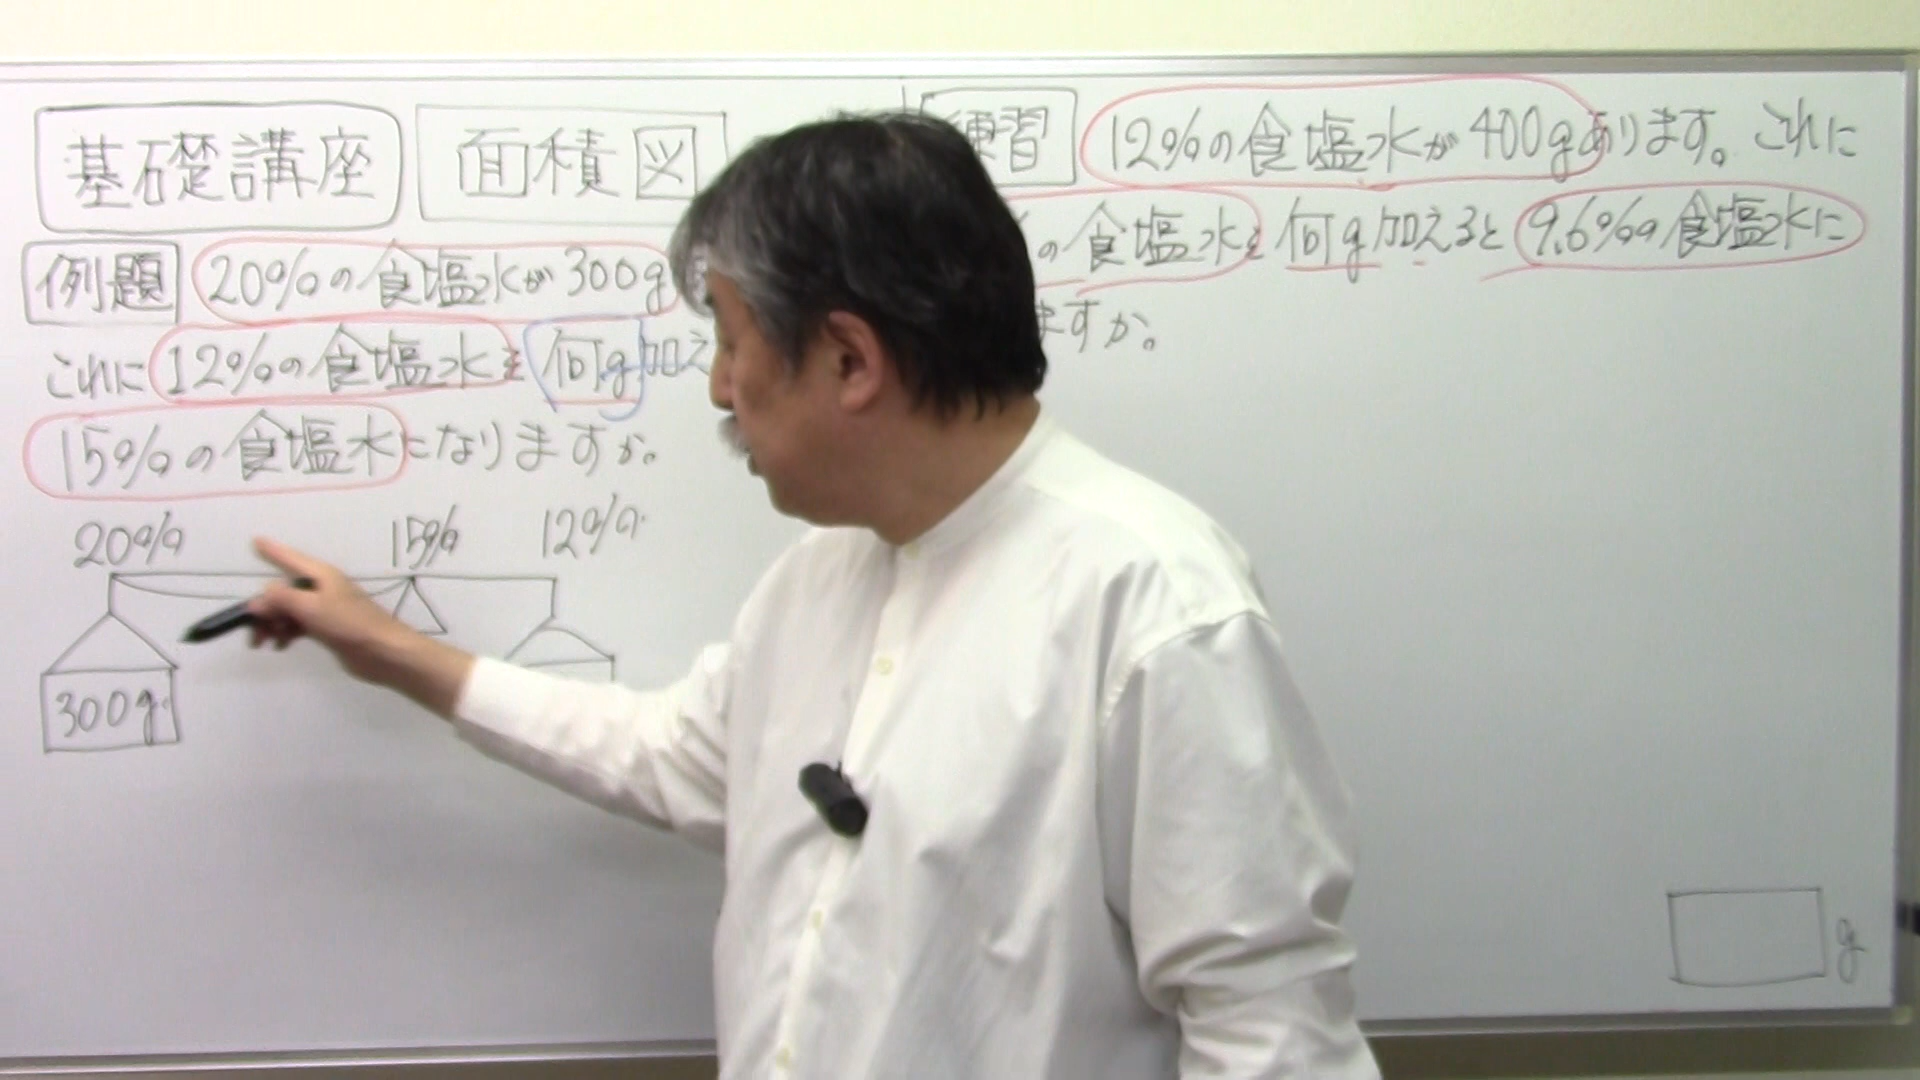 基礎講座
面積図
例題 20%の食塩水が300g
これに12%の食塩水を何g加え
15%の食塩水になりますか。
20% 15% 12%
300g
練習 12%の食塩水が400gあります。これに
の食塩水を何g加えると9.6%の食塩水に
ますか。
g